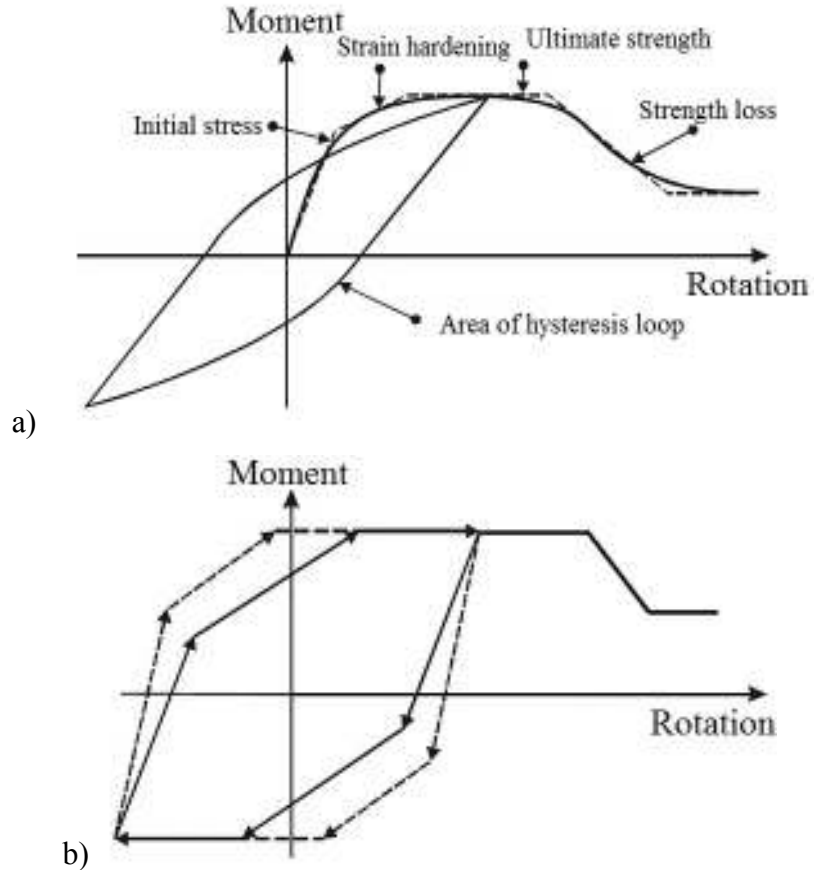 Moment
Ultimate strength
Strain hardening
Initial stress
Strength loss
Rotation
Area of hysteresis loop
a)
Moment
Rotation
b)